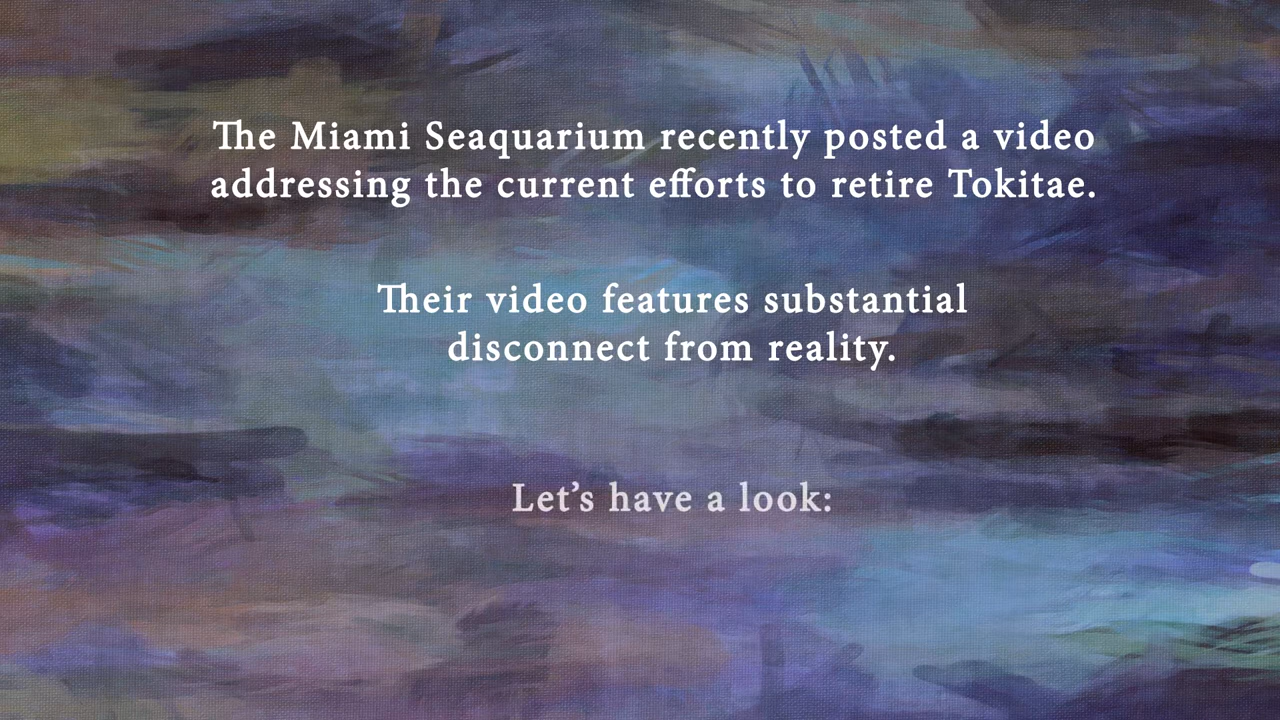 The Miami Seaquarium recently posted a video
addressing the current efforts to retire Tokitae.
Their video features substantial
disconnect from reality.
Let's have a look: